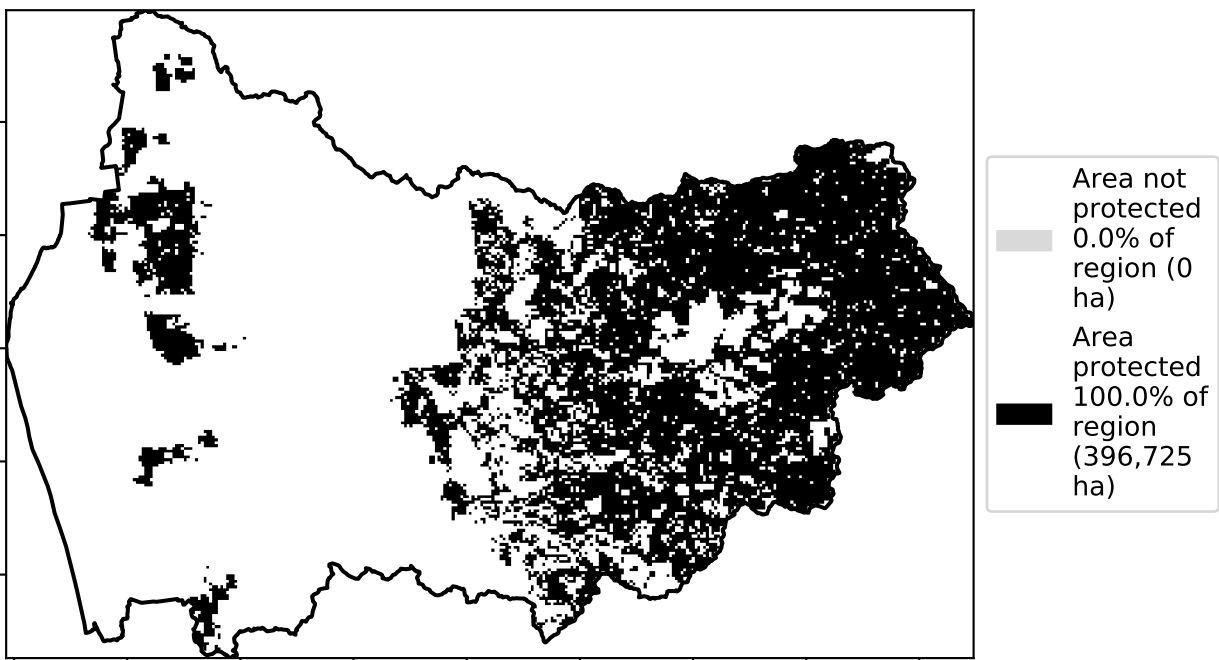 Area not
protected
0.0% of
region (0
ha)
Area
protected
100.0% of
region
(396,725
ha)